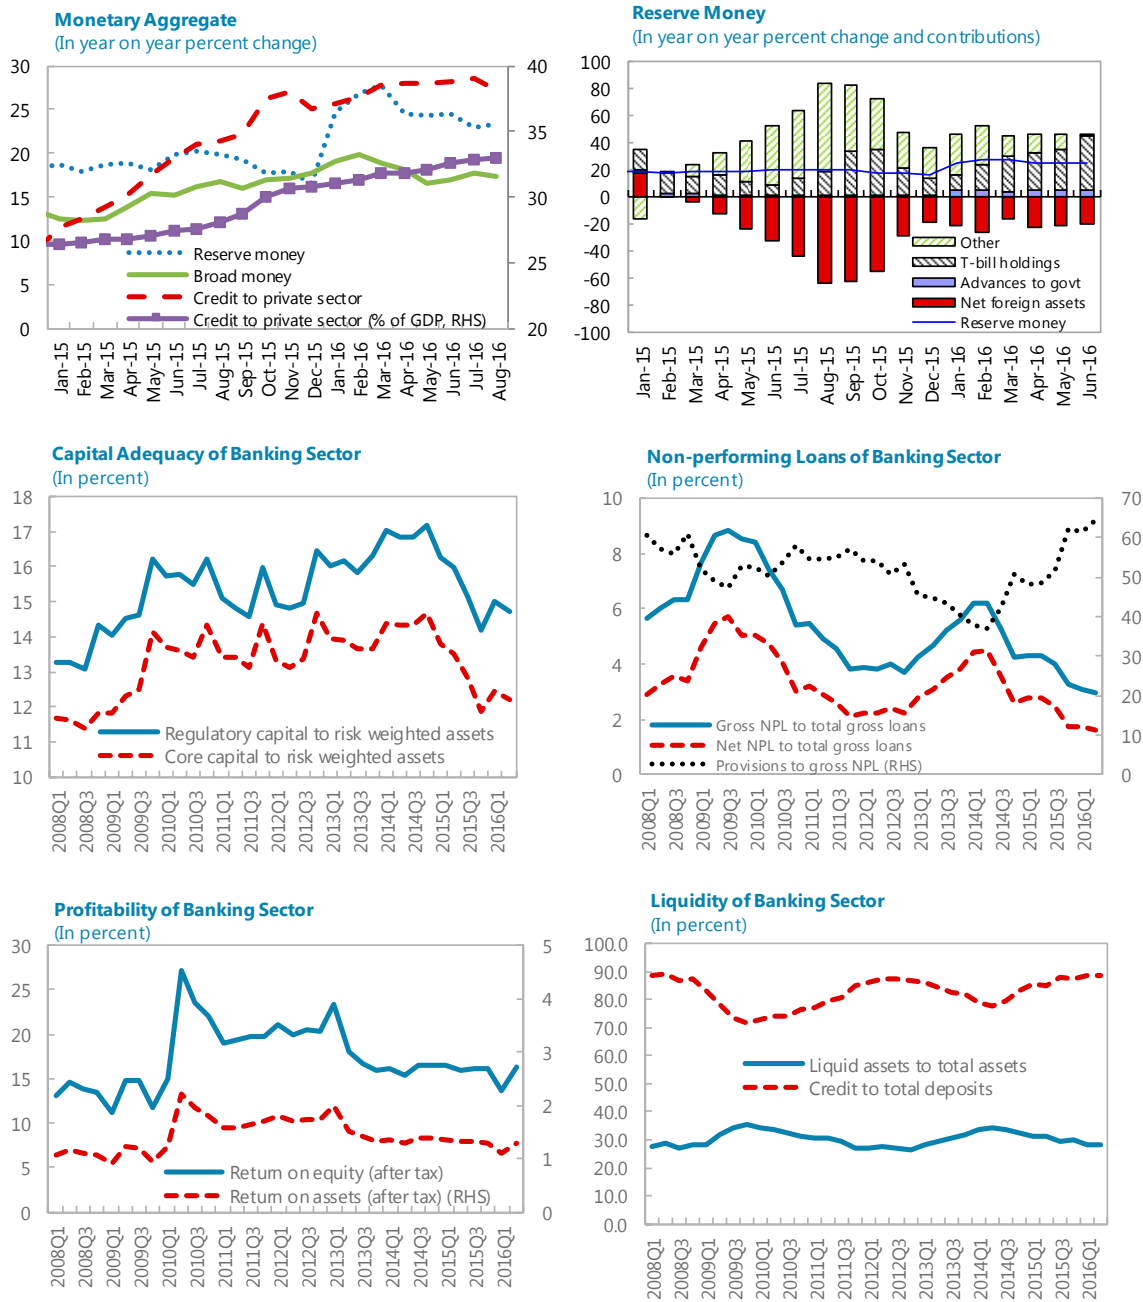 Monetary Aggregate
(In year on year percent change)
30
25
20
15
10
5
0
40
35
30
25
20
Reserve money
Broad money
Credit to private sector
Credit to private sector (% of GDP, RHS)
Jan-15
Feb-15
Mar-15
Apr-15
May-15
Jun-15
Jul-15
Aug-15
Sep-15
Oct-15
Nov-15
Dec-15
Jan-16
Feb-16
Mar-16
Apr-16
May-16
Jun-16
Jul-16
Aug-16
Reserve Money
(In year on year percent change and contributions)
100
80
60
40
20
0
-20
-40
-60
-80
-100
Other
T-bill holdings
Advances to govt
Net foreign assets
Reserve money
Jan-15
Feb-15
Mar-15
Apr-15
May-15
Jun-15
Jul-15
Aug-15
Sep-15
Oct-15
Nov-15
Dec-15
Jan-16
Feb-16
Mar-16
Apr-16
May-16
Jun-16
Capital Adequacy of Banking Sector
(In percent)
18
17
16
15
14
13
12
11
10
Regulatory capital to risk weighted assets
Core capital to risk weighted assets
2008Q1
2008Q3
2009Q1
2009Q3
2010Q1
2010Q3
2011Q1
2011Q3
2012Q1
2012Q3
2013Q1
2013Q3
2014Q1
2014Q3
2015Q1
2015Q3
2016Q1
Non-performing Loans of Banking Sector
(In percent)
10
8
6
4
2
0
70
60
50
40
30
20
10
0
Gross NPL to total gross loans
Net NPL to total gross loans
Provisions to gross NPL (RHS)
2008Q1
2008Q3
2009Q1
2009Q3
2010Q1
2010Q3
2011Q1
2011Q3
2012Q1
2012Q3
2013Q1
2013Q3
2014Q1
2014Q3
2015Q1
2015Q3
2016Q1
Profitability of Banking Sector
(In percent)
30
25
20
15
10
5
0
5
4
3
2
1
0
Return on equity (after tax)
Return on assets (after tax) (RHS)
2008Q1
2008Q3
2009Q1
2009Q3
2010Q1
2010Q3
2011Q1
2011Q3
2012Q1
2012Q3
2013Q1
2013Q3
2014Q1
2014Q3
2015Q1
2015Q3
2016Q1
Liquidity of Banking Sector
(In percent)
100.0
90.0
80.0
70.0
60.0
50.0
40.0
30.0
20.0
10.0
0.0
Liquid assets to total assets
Credit to total deposits
2008Q1
2008Q3
2009Q1
2009Q3
2010Q1
2010Q3
2011Q1
2011Q3
2012Q1
2012Q3
2013Q1
2013Q3
2014Q1
2014Q3
2015Q1
2015Q3
2016Q1